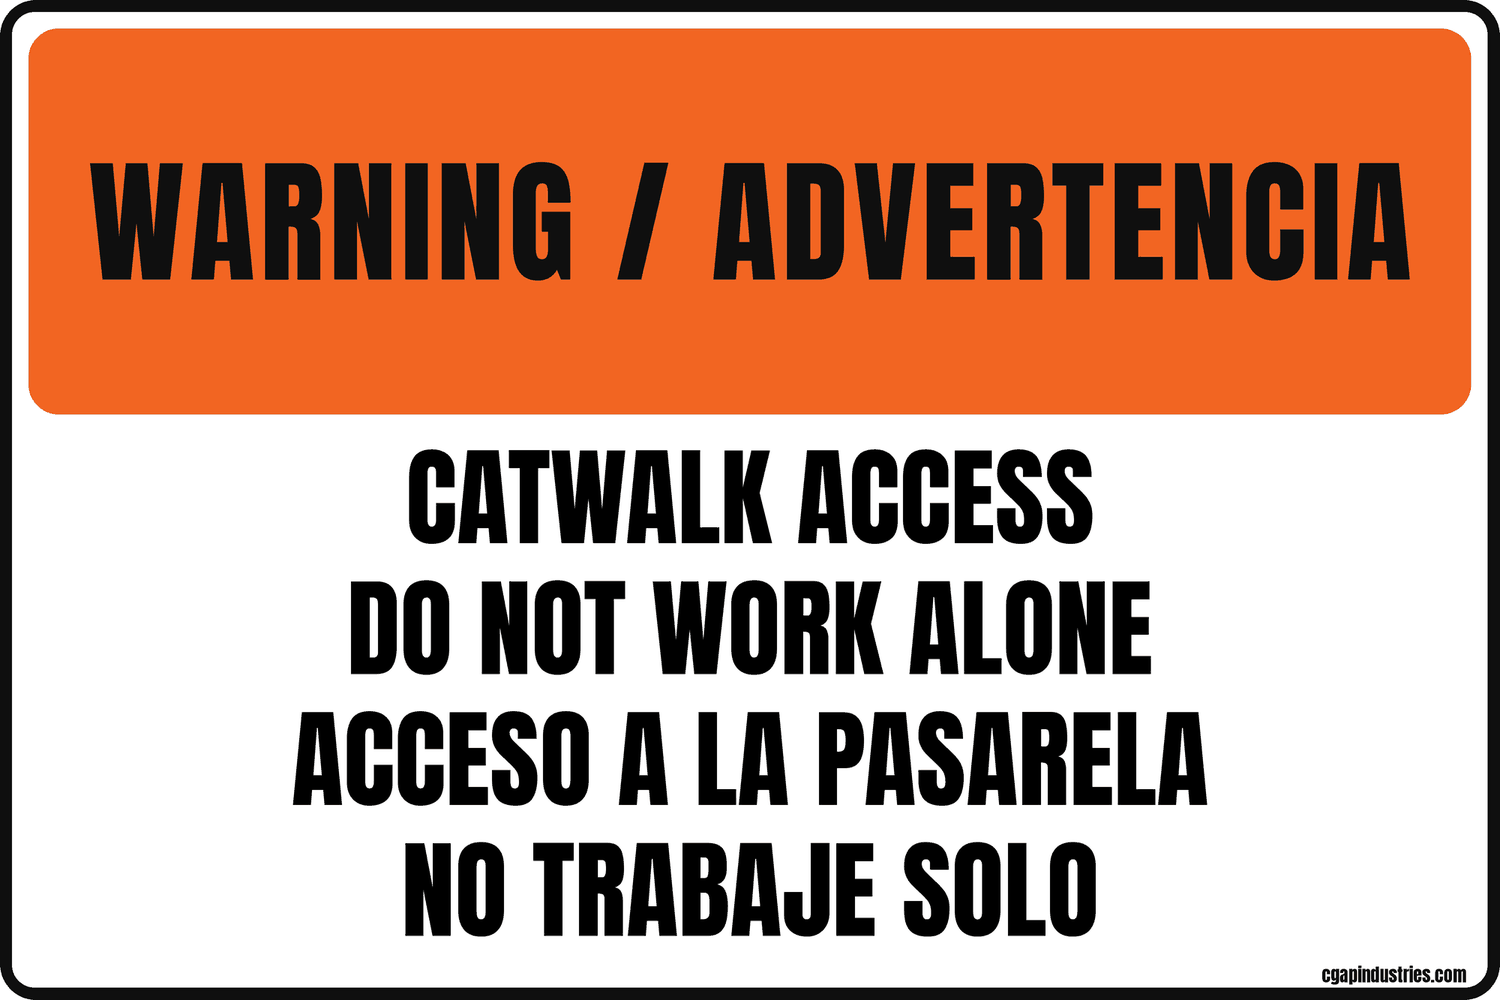 WARNING / ADVERTENCIA
CATWALK ACCESS
DO NOT WORK ALONE
ACCESO A LA PASARELA
NO TRABAJE SOLO
cgapindustries.com